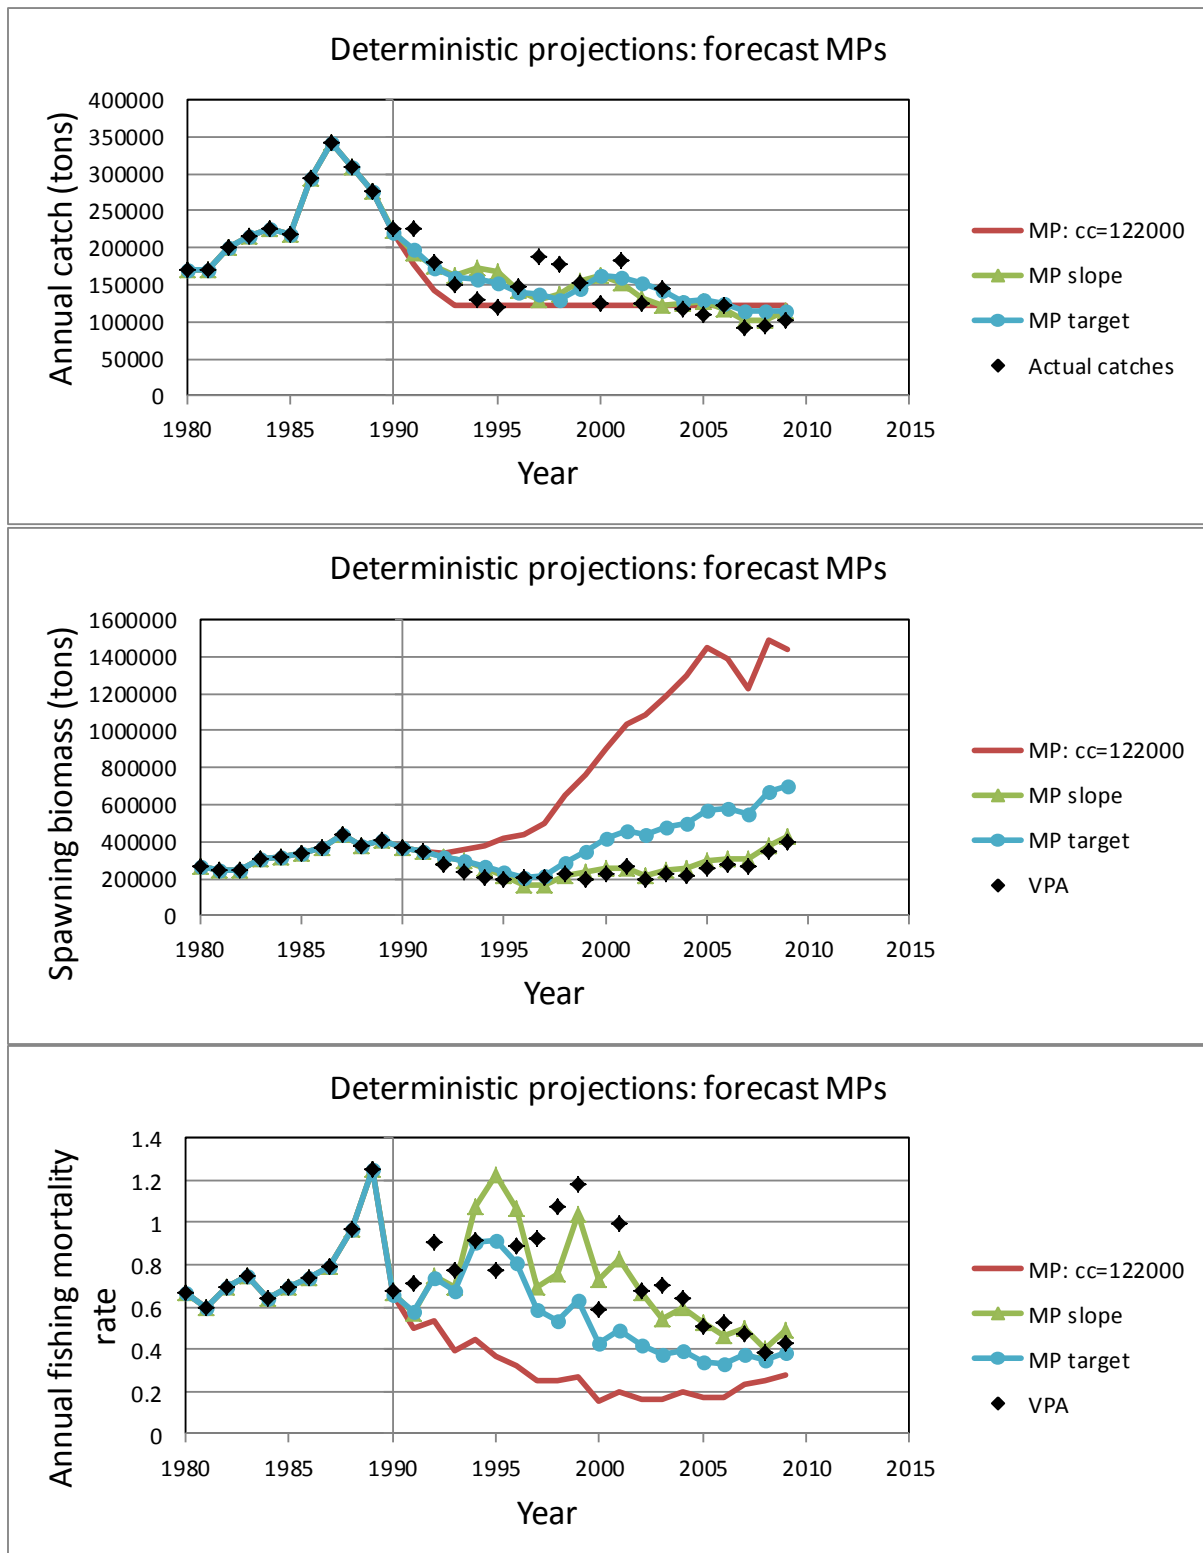 Deterministic projections: forecast MPs
Annual catch (tons)
400000
350000
300000
250000
200000
150000
100000
50000
0
1980 1985 1990 1995 2000 2005 2010 2015
Year
MP: cc=122000
MP slope
MP target
Actual catches
Deterministic projections: forecast MPs
Spawning biomass (tons)
1600000
1400000
1200000
1000000
800000
600000
400000
200000
0
1980 1985 1990 1995 2000 2005 2010 2015
Year
MP: cc=122000
MP slope
MP target
VPA
Deterministic projections: forecast MPs
Annual fishing mortality
rate
1.4
1.2
1
0.8
0.6
0.4
0.2
0
1980 1985 1990 1995 2000 2005 2010 2015
Year
MP: cc=122000
MP slope
MP target
VPA